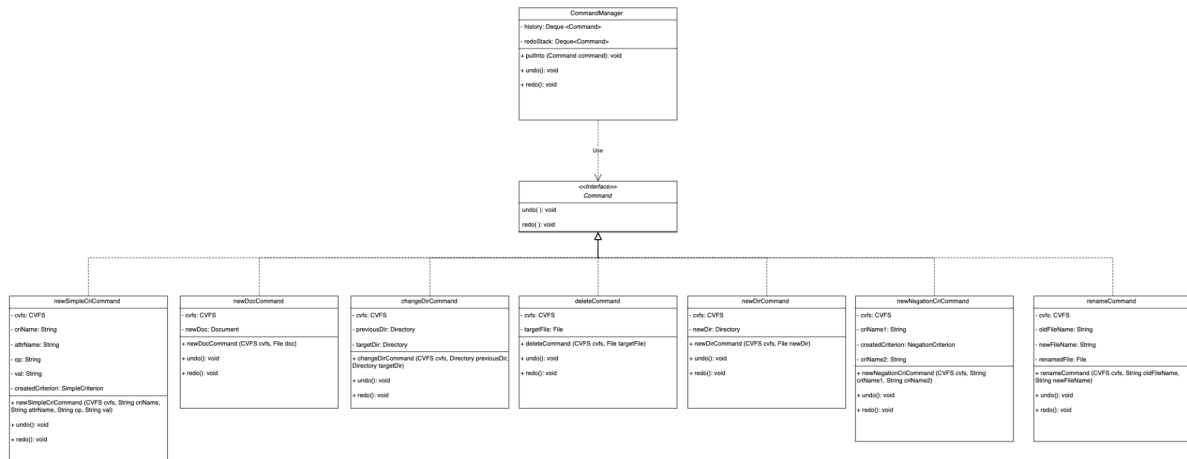 CommandManager
- history: Deque <Command>
- redoStack: Deque<Command>
+ putInto (Command command): void
+ undo(): void
+ redo(): void
Use
<<Interface>>
Command
undo( ): void
redo( ): void
newSimpleCriCommand
- cvfs: CVFS
- criName: String
- attrName: String
- op: String
- val: String
- createdCriterion: SimpleCriterion
+ newSimpleCriCommand (CVFS cvfs, String criName,
String attrName, String op, String val)
+ undo(): void
+ redo(): void
newDocCommand
- cvfs: CVFS
- newDoc: Document
+ newDocCommand (CVFS cvfs, File doc)
+ undo(): void
+ redo(): void
changeDirCommand
- cvfs: CVFS
- previousDir: Directory
- targetDir: Directory
+ changeDirCommand (CVFS cvfs, Directory previousDir,
Directory targetDir)
+ undo(): void
+ redo(): void
deleteCommand
- cvfs: CVFS
- targetFile: File
+ deleteCommand (CVFS cvfs, File targetFile)
+ undo(): void
+ redo(): void
newDirCommand
- cvfs: CVFS
- newDir: Directory
+ newDirCommand (CVFS cvfs, File newDir)
+ undo(): void
+ redo(): void
newNegationCriCommand
- cvfs: CVFS
- criName1: String
- createdCriterion: NegationCriterion
- criName2: String
+ newNegationCriCommand (CVFS cvfs, String
criName1, String criName2)
+ undo(): void
+ redo(): void
renameCommand
- cvfs: CVFS
- oldFileName: String
- newFileName: String
- renamedFile: File
+ renameCommand (CVFS cvfs, String oldFileName,
String newFileName)
+ undo(): void
+ redo(): void